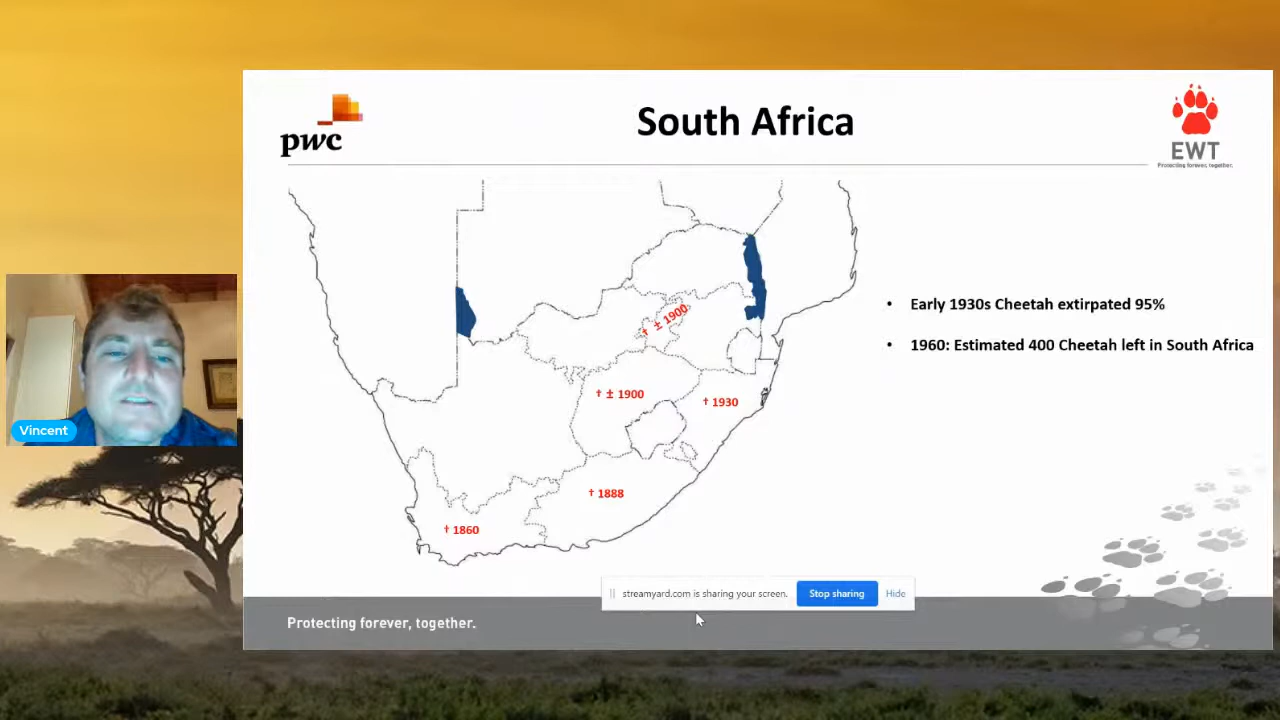 pwc
South Africa
EWT
Protecting forever, together.
• Early 1930s Cheetah extirpated 95%
• 1960: Estimated 400 Cheetah left in South Africa
† ± 1900
† ± 1900
† 1930
† 1888
† 1860
Vincent
streamyard.com is sharing your screen. Stop sharing Hide
Protecting forever, together.